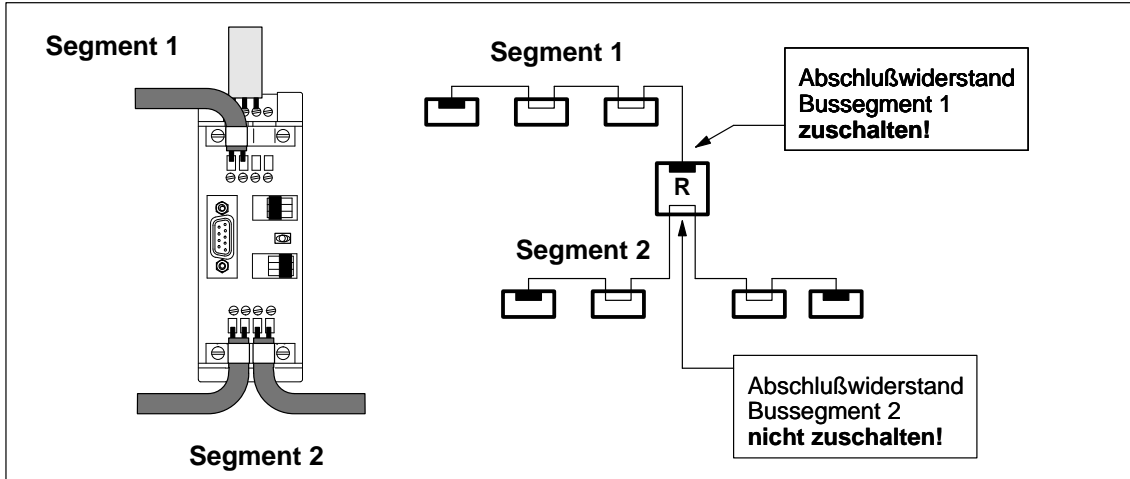 Segment 1
Segment 1
Abschlußwiderstand
Bussegment 1
zuschalten!
R
Segment 2
Abschlußwiderstand
Bussegment 2
nicht zuschalten!
Segment 2